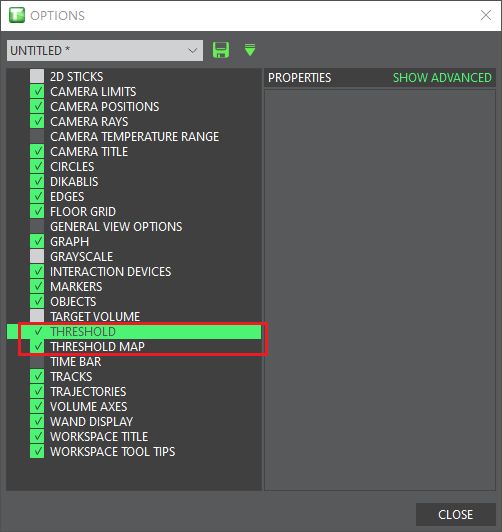 OPTIONS
UNTITLED *
2D STICKS
CAMERA LIMITS
CAMERA POSITIONS
CAMERA RAYS
CAMERA TEMPERATURE RANGE
CAMERA TITLE
CIRCLES
DIKABLIS
EDGES
FLOOR GRID
GENERAL VIEW OPTIONS
GRAPH
GRAYSCALE
INTERACTION DEVICES
MARKERS
OBJECTS
TARGET VOLUME
THRESHOLD
THRESHOLD MAP
TIME BAR
TRACKS
TRAJECTORIES
VOLUME AXES
WAND DISPLAY
WORKSPACE TITLE
WORKSPACE TOOL TIPS
PROPERTIES SHOW ADVANCED
CLOSE